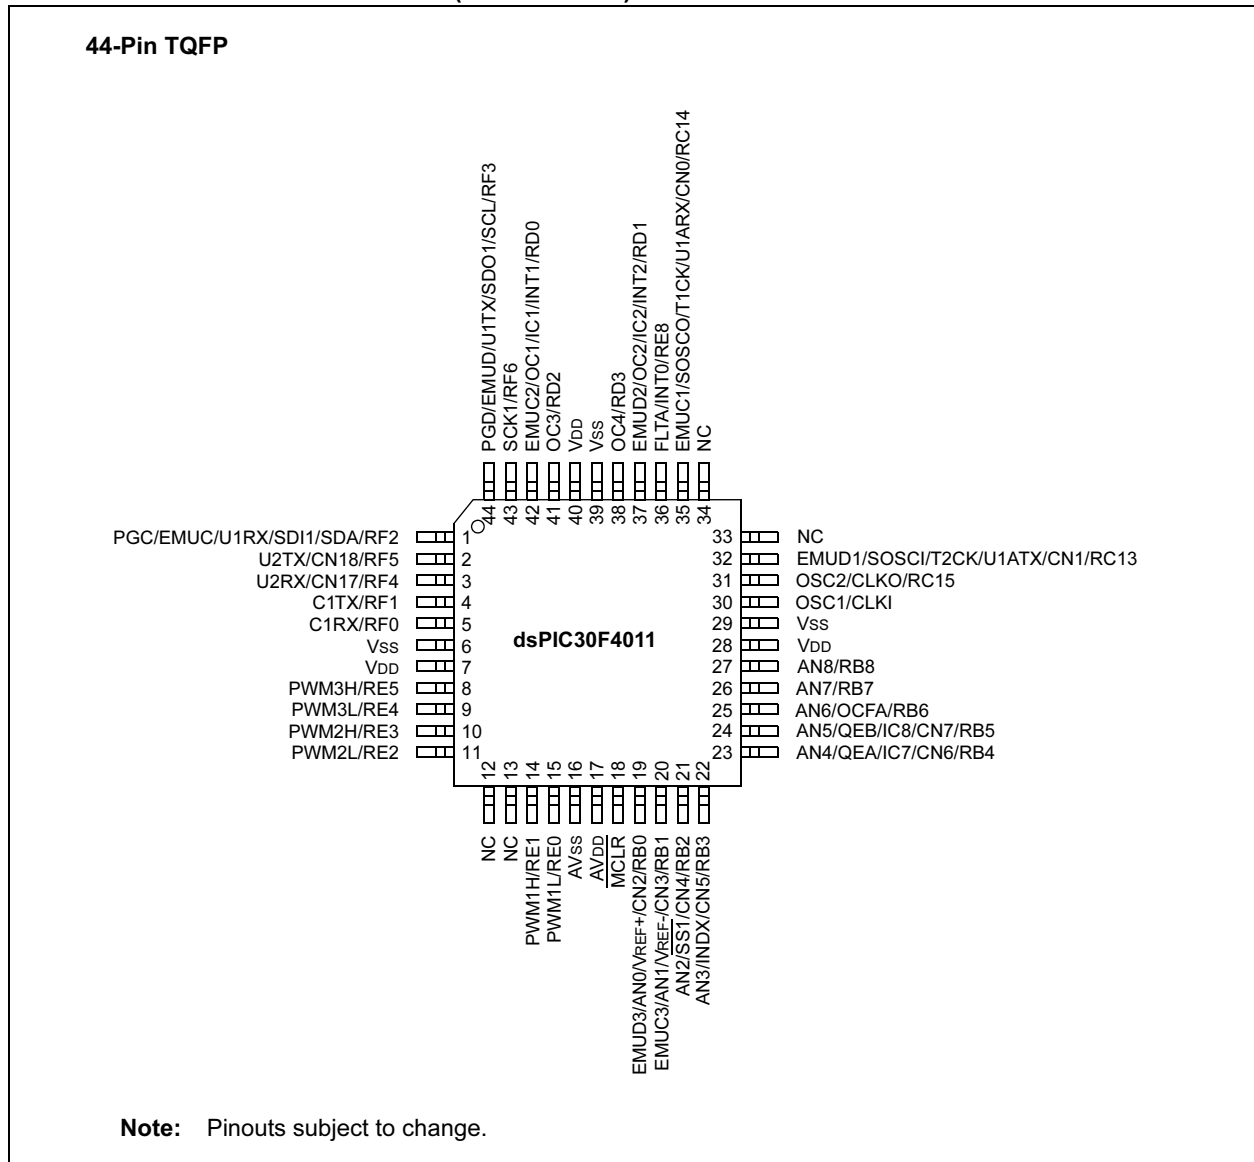 44-Pin TQFP
PGD/EMUD/U1TX/SDO1/SCL/RF3
SCK1/RF6
EMUC2/OC1/IC1/INT1/RD0
OC3/RD2
VDD
VSS
OC4/RD3
EMUD2/OC2/IC2/INT2/RD1
FLTA/INT0/RE8
EMUC1/SOSCO/T1CK/U1ARX/CN0/RC14
NC
44
43
42
41
40
39
38
37
36
35
34
PGC/EMUC/U1RX/SDI1/SDA/RF2 1
U2TX/CN18/RF5 2
U2RX/CN17/RF4 3
C1TX/RF1 4
C1RX/RF0 5
VSS 6
VDD 7
PWM3H/RE5 8
PWM3L/RE4 9
PWM2H/RE3 10
PWM2L/RE2 11
dsPIC30F4011
33 NC
32 EMUD1/SOSCI/T2CK/U1ATX/CN1/RC13
31 OSC2/CLKO/RC15
30 OSC1/CLKI
29 VSS
28 VDD
27 AN8/RB8
26 AN7/RB7
25 AN6/OCFA/RB6
24 AN5/QEB/IC8/CN7/RB5
23 AN4/QEA/IC7/CN6/RB4
12
13
14
15
16
17
18
19
20
21
22
NC
NC
PWM1H/RE1
PWM1L/RE0
AVSS
AVDD
MCLR
EMUD3/AN0/VREF+/CN2/RB0
EMUC3/AN1/VREF-/CN3/RB1
AN2/SS1/CN4/RB2
AN3/INDX/CN5/RB3
Note: Pinouts subject to change.